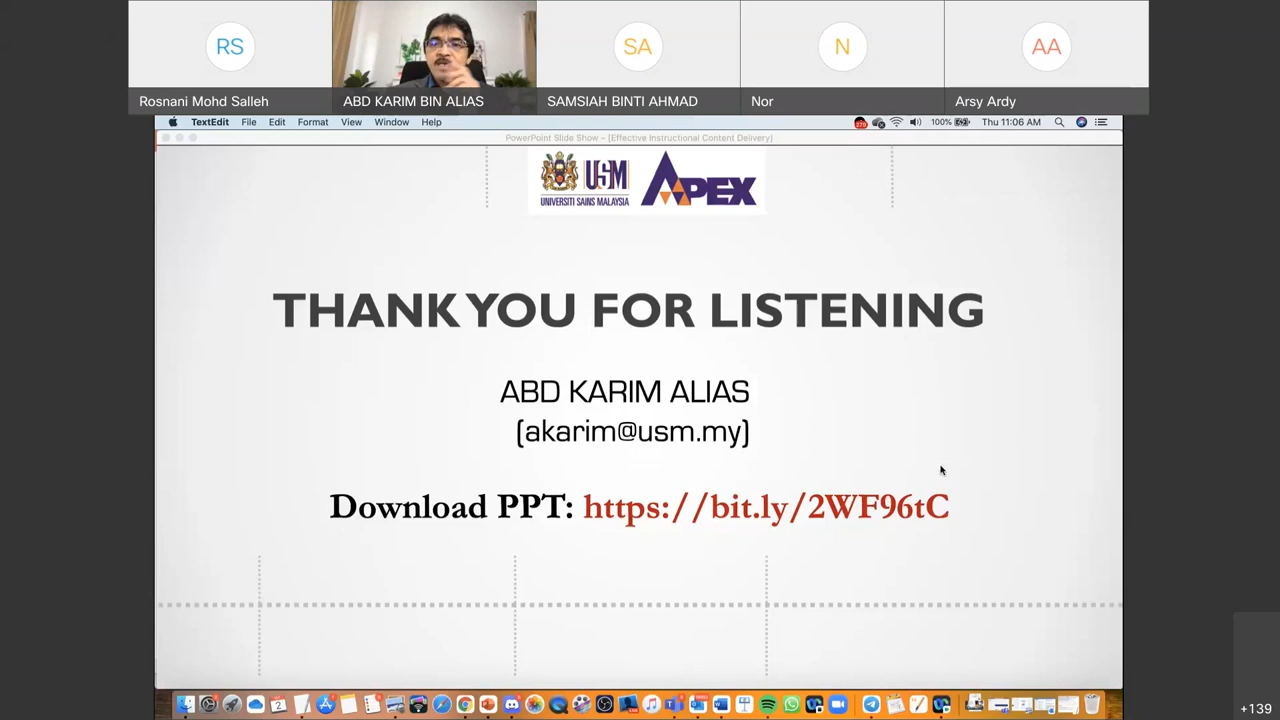 RS
SA
N
AA
Rosnani Mohd Salleh
ABD KARIM BIN ALIAS
SAMSIAH BINTI AHMAD
Nor
Arsy Ardy
TextEdit File Edit Format View Window Help
100%
Thu 11:06 AM
PowerPoint Slide Show - [Effective Instructional Content Delivery]
USM
UNIVERSITI SAINS MALAYSIA
APEX
THANK YOU FOR LISTENING
ABD KARIM ALIAS
(akarim@usm.my)
Download PPT: https://bit.ly/2WF96tC
+139